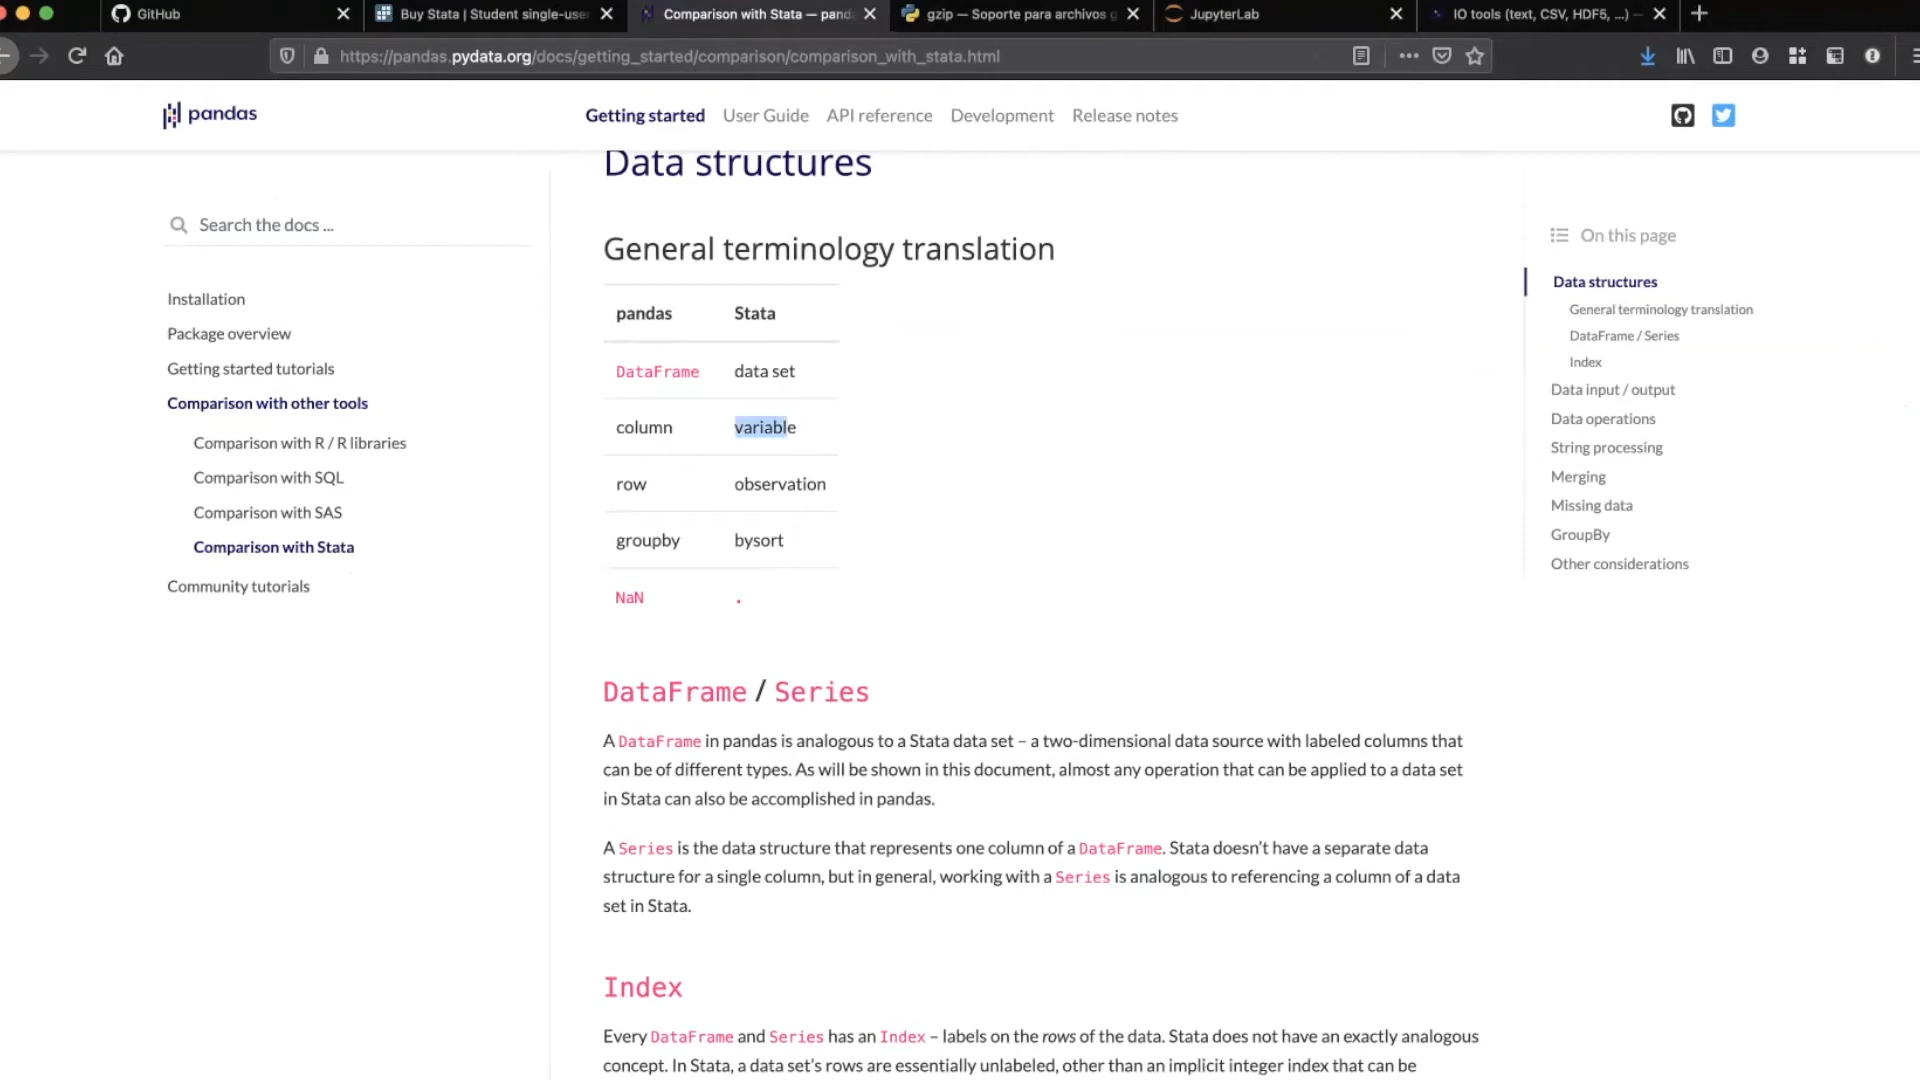 GitHub
Buy Stata | Student single-user
Comparison with Stata — panda
gzip — Soporte para archivos g
JupyterLab
IO tools (text, CSV, HDF5, …) —
https://pandas.pydata.org/docs/getting_started/comparison/comparison_with_stata.html
pandas
Getting started
User Guide
API reference
Development
Release notes
Search the docs ...
Installation
Package overview
Getting started tutorials
Comparison with other tools
Comparison with R / R libraries
Comparison with SQL
Comparison with SAS
Comparison with Stata
Community tutorials
Data structures
General terminology translation
pandas Stata
DataFrame data set
column variable
row observation
groupby bysort
NaN .
DataFrame / Series
A DataFrame in pandas is analogous to a Stata data set – a two-dimensional data source with labeled columns that
can be of different types. As will be shown in this document, almost any operation that can be applied to a data set
in Stata can also be accomplished in pandas.
A Series is the data structure that represents one column of a DataFrame. Stata doesn’t have a separate data
structure for a single column, but in general, working with a Series is analogous to referencing a column of a data
set in Stata.
Index
Every DataFrame and Series has an Index – labels on the rows of the data. Stata does not have an exactly analogous
concept. In Stata, a data set’s rows are essentially unlabeled, other than an implicit integer index that can be
On this page
Data structures
General terminology translation
DataFrame / Series
Index
Data input / output
Data operations
String processing
Merging
Missing data
GroupBy
Other considerations